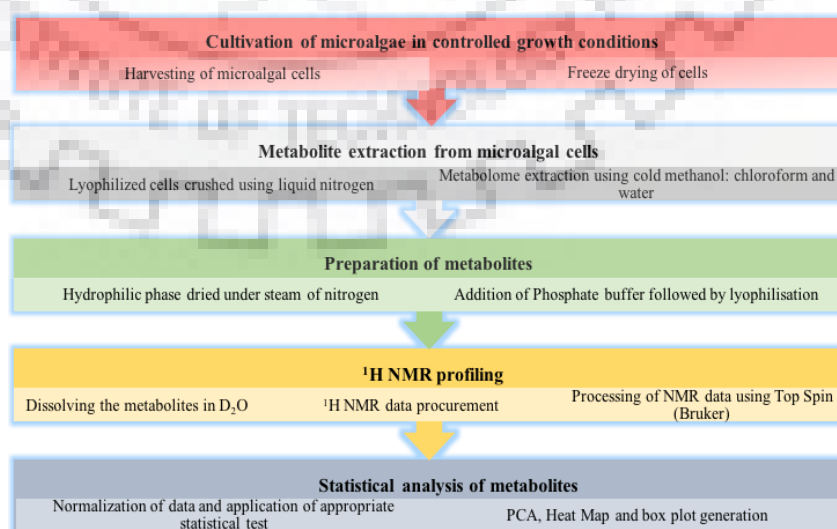 Cultivation of microalgae in controlled growth conditions
Harvesting of microalgal cells
Freeze drying of cells
Metabolite extraction from microalgal cells
Lyophilized cells crushed using liquid nitrogen
Metabolome extraction using cold methanol: chloroform and
water
Preparation of metabolites
Hydrophilic phase dried under steam of nitrogen
Addition of Phosphate buffer followed by lyophilisation
¹H NMR profiling
Dissolving the metabolites in D₂O
¹H NMR data procurement
Processing of NMR data using Top Spin
(Bruker)
Statistical analysis of metabolites
Normalization of data and application of appropriate
statistical test
PCA, Heat Map and box plot generation